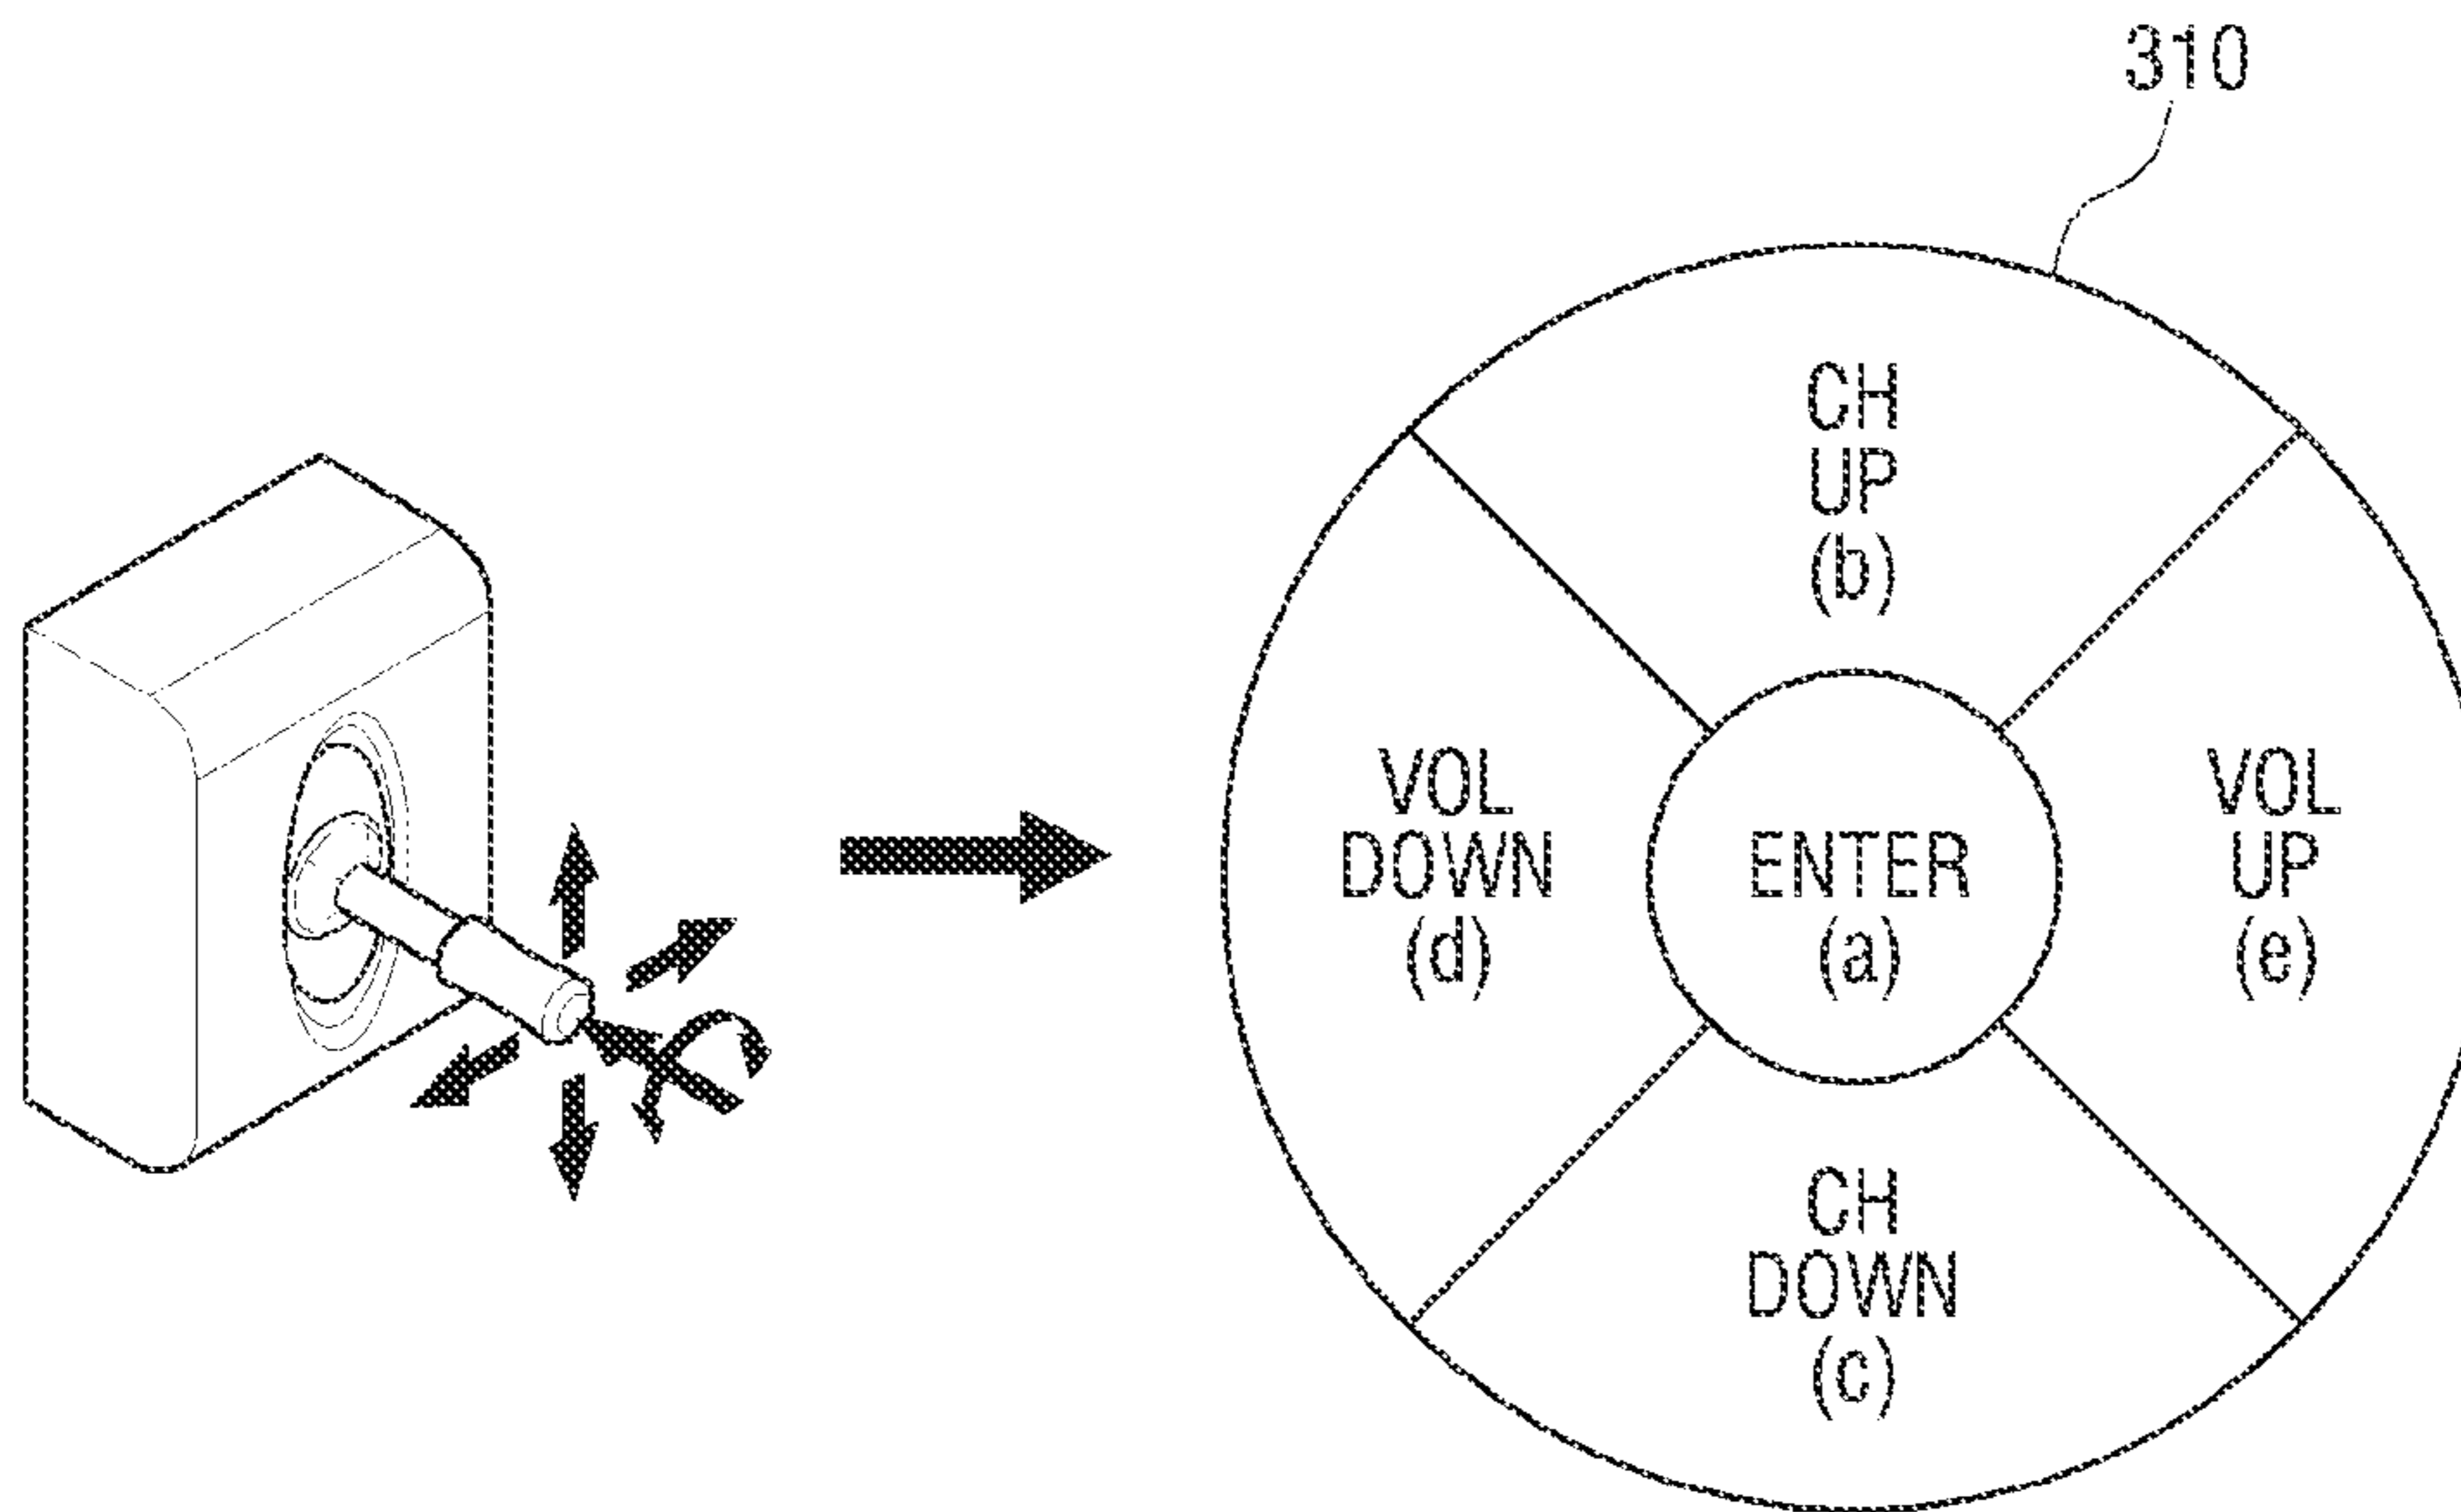 310
CH
UP
(b)
VOL
DOWN
(d)
ENTER
(a)
VOL
UP
(e)
CH
DOWN
(c)